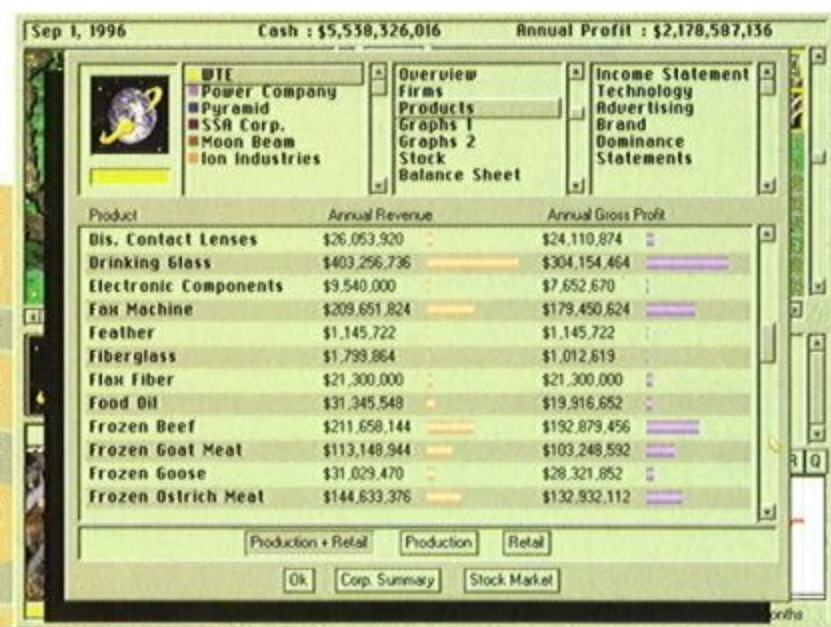 Sep 1, 1996 Cash : $5,538,326,016 Annual Profit : $2,178,587,136
WTE
Power Company
Pyramid
SSA Corp.
Moon Beam
Ion Industries
Overview
Firms
Products
Graphs 1
Graphs 2
Stock
Balance Sheet
Income Statement
Technology
Advertising
Brand
Dominance
Statements
Product Annual Revenue Annual Gross Profit
Dis. Contact Lenses $26,053,920 $24,110,874
Drinking Glass $403,256,736 $304,154,464
Electronic Components $9,540,000 $7,652,670
Fax Machine $209,651,824 $179,450,624
Feather $1,145,722 $1,145,722
Fiberglass $1,799,864 $1,012,619
Flax Fiber $21,300,000 $21,300,000
Food Oil $31,345,548 $19,916,652
Frozen Beef $211,658,144 $192,879,456
Frozen Goat Meat $113,148,944 $103,248,592
Frozen Goose $31,029,470 $28,321,852
Frozen Ostrich Meat $144,633,376 $132,932,112
R Q
Production + Retail Production Retail
Ok Corp. Summary Stock Market